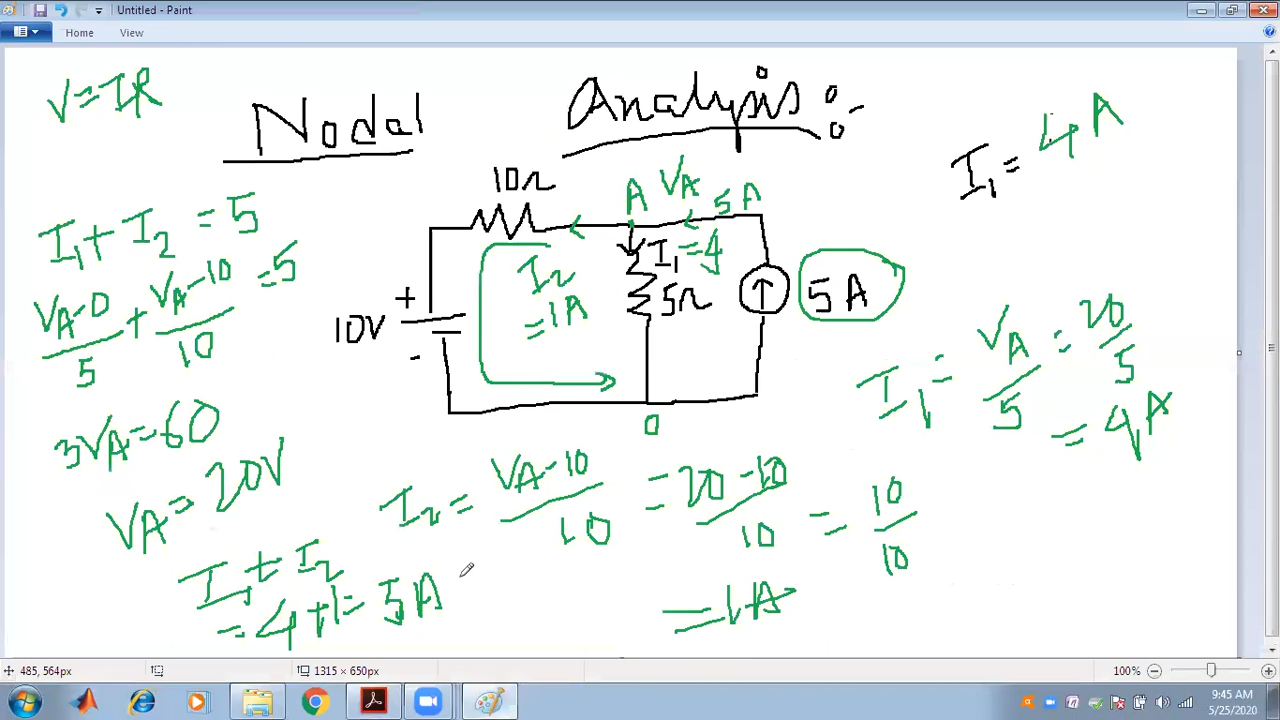 Untitled - Paint
Home View
V=IR
Nodal Analysis :-
I1 = 4A
10Ω
A VA 5A
I1+I2 = 5
I1 = 4
I2 = 1A
5Ω
5A
10V
+
-
VA-0/5 + VA-10/10 = 5
0
3VA=60
VA= 20V
I1 = VA/5 = 20/5
= 4A
I2 = VA-10/10 = 20-10/10 = 10/10
= 1A
I1+I2
= 4+1= 5A
485, 564px
1315 × 650px
100%
9:45 AM
5/25/2020